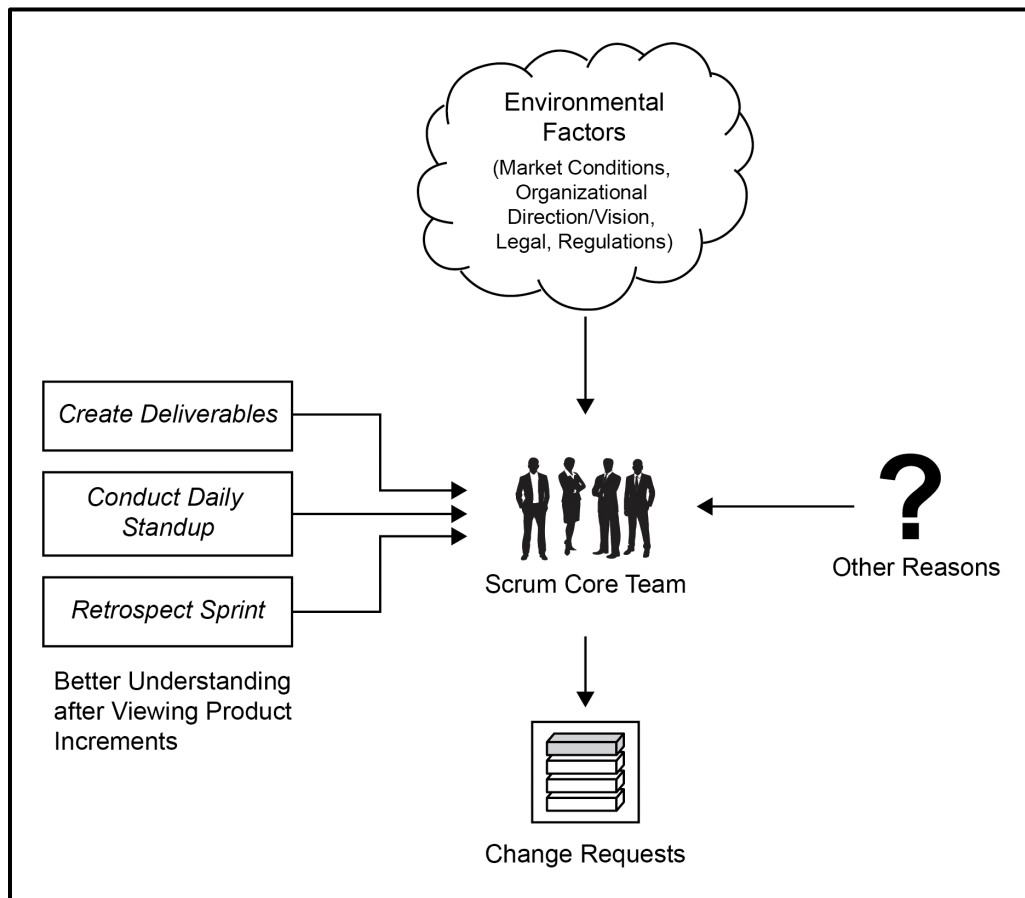 Environmental
Factors
(Market Conditions,
Organizational
Direction/Vision,
Legal, Regulations)
Create Deliverables
Conduct Daily
Standup
Retrospect Sprint
Better Understanding
after Viewing Product
Increments
Scrum Core Team
?
Other Reasons
Change Requests